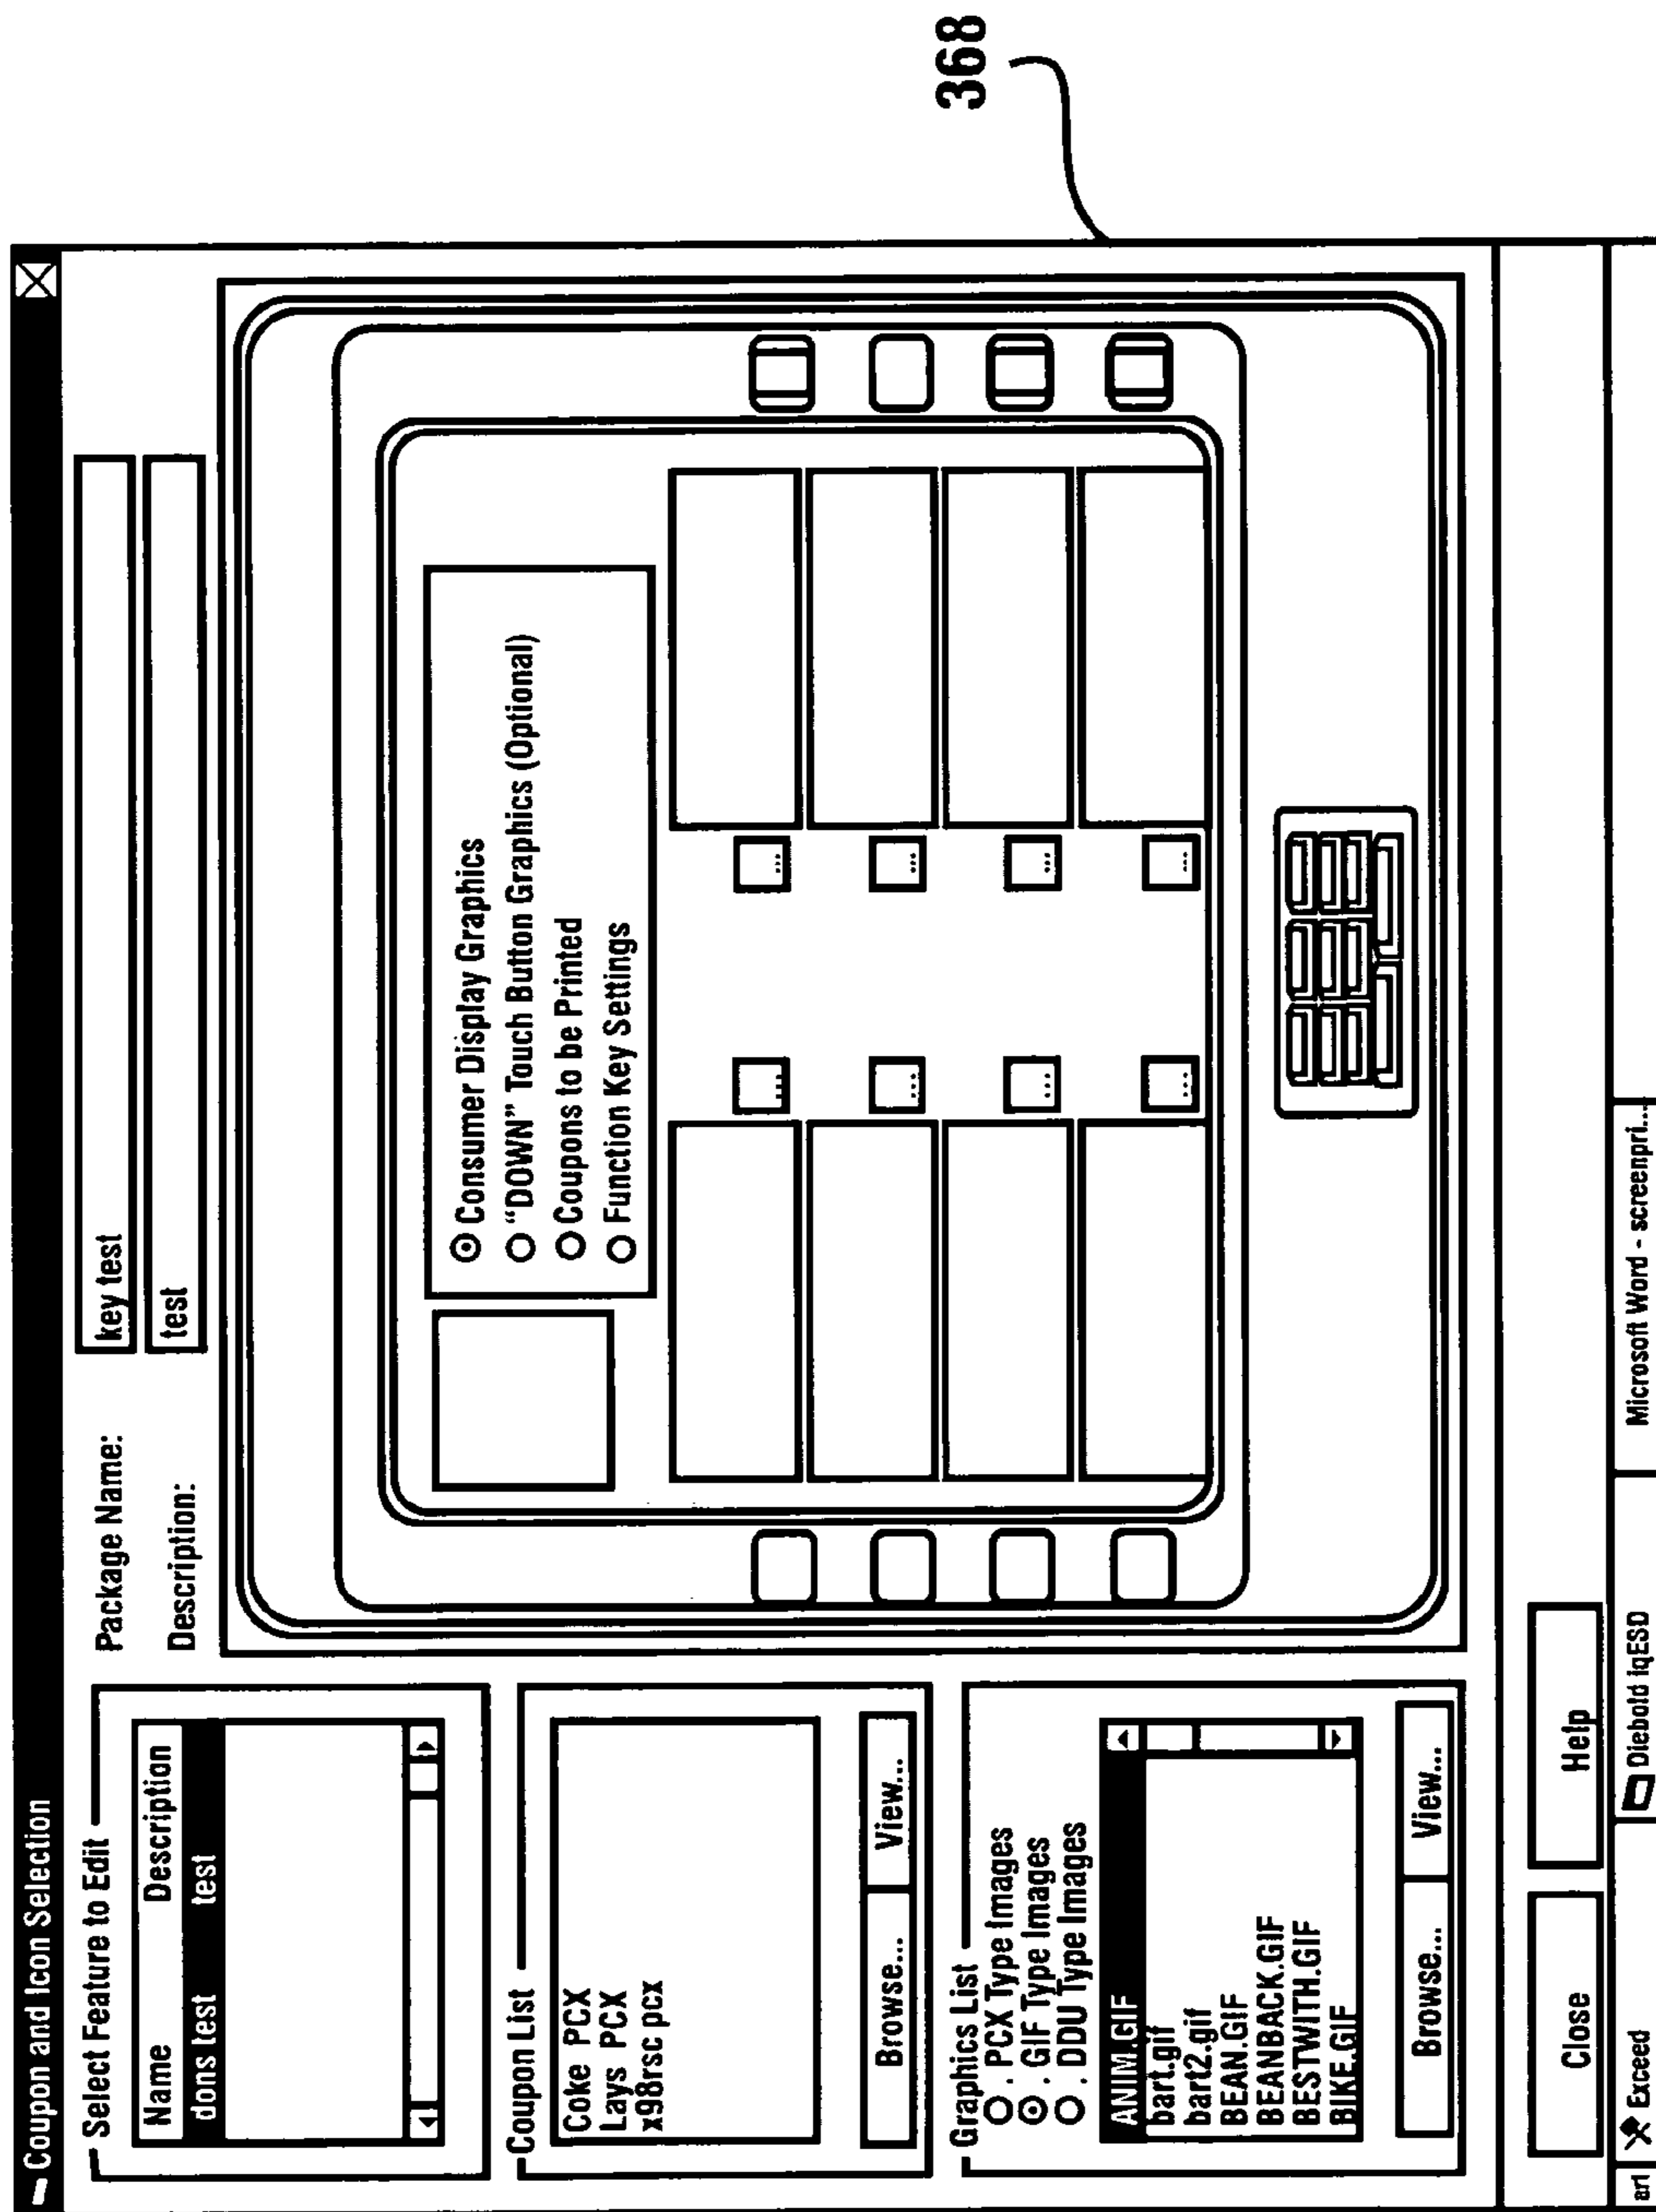 Coupon and Icon Selection
Select Feature to Edit
Name Description
dons test test
Coupon List
Coke PCX
Lays PCX
x98rsc pcx
Browse... View...
Graphics List
. PCX Type Images
. GIF Type Images
. DDU Type Images
ANIM.GIF
bart.gif
bart2.gif
BEAN.GIF
BEANBACK.GIF
BESTWITH.GIF
BIKE.GIF
Browse... View...
Package Name: key test
Description: test
Consumer Display Graphics
"DOWN" Touch Button Graphics (Optional)
Coupons to be Printed
Function Key Settings
...
...
...
...
...
...
...
...
Close Help
art Exceed Diebold iqESD Microsoft Word - screenpri...
368